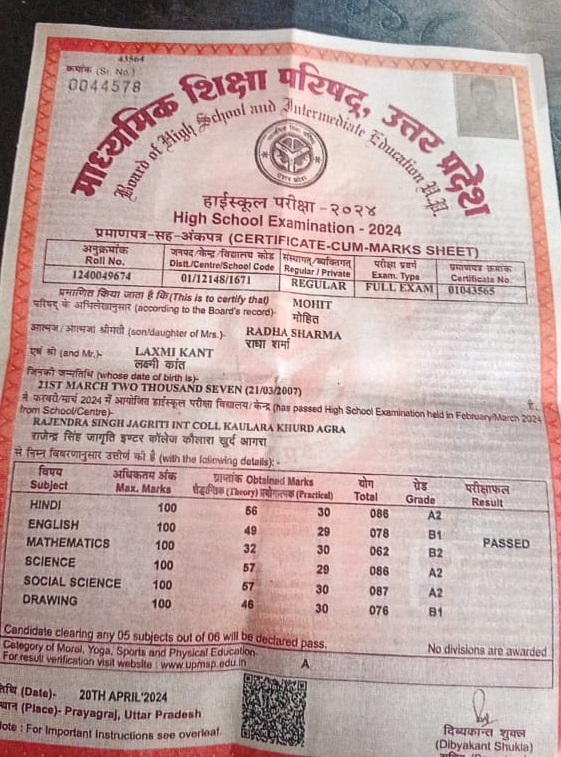 43564
क्रमांक (Sr. No.)
0044578
माध्यमिक शिक्षा परिषद्, उत्तर प्रदेश
Board of High School and Intermediate Education U.P.
हाईस्कूल परीक्षा - २०२४
High School Examination - 2024
प्रमाणपत्र-सह-अंकपत्र (CERTIFICATE-CUM-MARKS SHEET)
अनुक्रमांक जनपद/केन्द्र/विद्यालय कोड संस्थागत/व्यक्तिगत परीक्षा प्रवर्ग प्रमाणपत्र क्रमांक
Roll No. Distt./Centre/School Code Regular / Private Exam. Type Certificate No.
1240049674 01/12148/1671 REGULAR FULL EXAM 01043565
प्रमाणित किया जाता है कि(This is to certify that) MOHIT
परिषद् के अभिलेखानुसार (according to the Board's record)- मोहित
आत्मज/आत्मजा श्रीमती (son/daughter of Mrs.)- RADHA SHARMA
राधा शर्मा
एवं श्री (and Mr.)- LAXMI KANT
लक्ष्मी कांत
जिनकी जन्मतिथि (whose date of birth is)-
21ST MARCH TWO THOUSAND SEVEN (21/03/2007) है,
ने फरवरी/मार्च 2024 में आयोजित हाईस्कूल परीक्षा विद्यालय/केन्द्र (has passed High School Examination held in February/March 2024
from School/Centre)-
RAJENDRA SINGH JAGRITI INT COLL KAULARA KHURD AGRA
राजेन्द्र सिंह जागृति इण्टर कॉलेज कौलारा खुर्द आगरा
से निम्न विवरणानुसार उत्तीर्ण की है (with the following details): -
विषय अधिकतम अंक प्राप्तांक Obtained Marks योग ग्रेड परीक्षाफल
Subject Max. Marks सैद्धान्तिक (Theory) प्रयोगात्मक (Practical) Total Grade Result
HINDI 100 56 30 086 A2
ENGLISH 100 49 29 078 B1 PASSED
MATHEMATICS 100 32 30 062 B2
SCIENCE 100 57 29 086 A2
SOCIAL SCIENCE 100 57 30 087 A2
DRAWING 100 46 30 076 B1
Candidate clearing any 05 subjects out of 06 will be declared pass. No divisions are awarded
Category of Moral, Yoga, Sports and Physical Education- A
For result verification visit website : www.upmsp.edu.in
तिथि (Date)- 20TH APRIL'2024
स्थान (Place)- Prayagraj, Uttar Pradesh
Note : For Important Instructions see overleaf.
दिब्यकान्त शुक्ल
(Dibyakant Shukla)